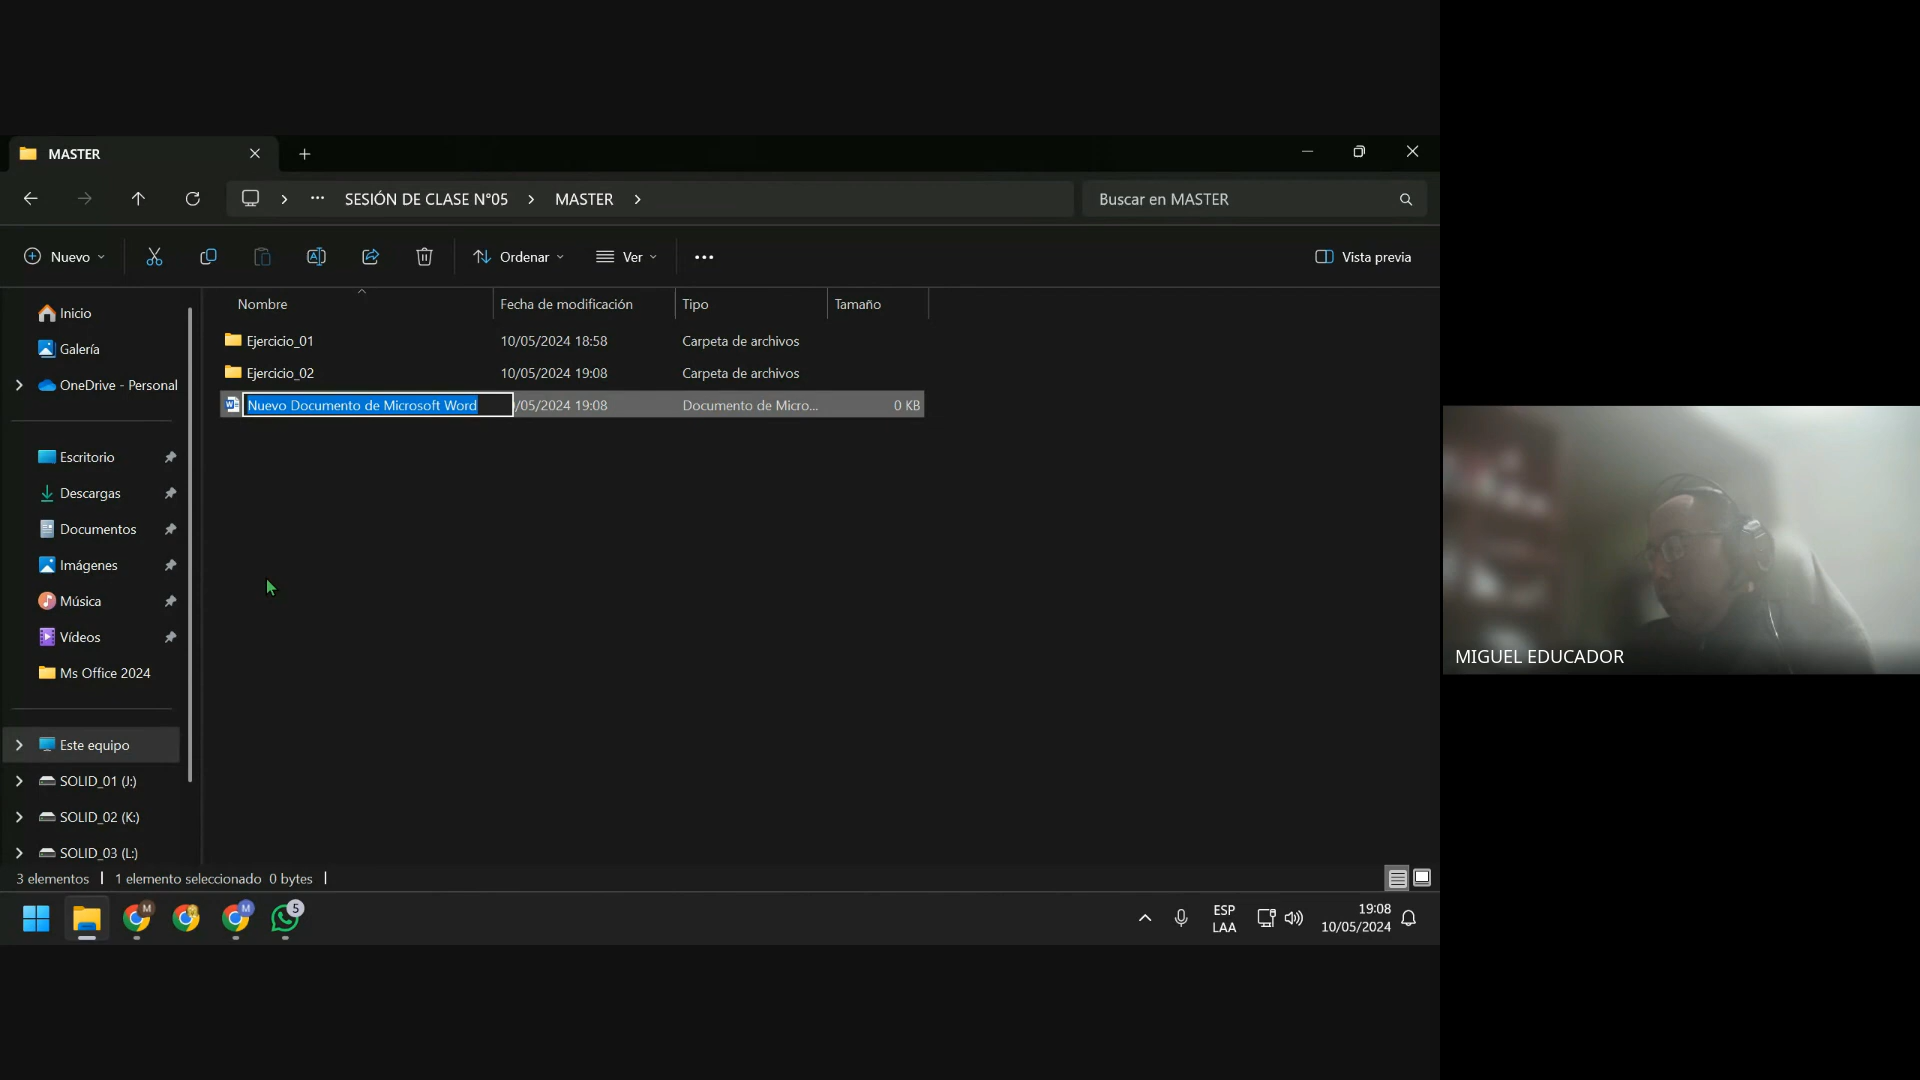 MASTER
SESIÓN DE CLASE N°05
MASTER
Buscar en MASTER
Nuevo
Ordenar
Ver
Vista previa
Nombre
Fecha de modificación
Tipo
Tamaño
Inicio
Galería
OneDrive - Personal
Escritorio
Descargas
Documentos
Imágenes
Música
Vídeos
Ms Office 2024
Este equipo
SOLID_01 (J:)
SOLID_02 (K:)
SOLID_03 (L:)
Ejercicio_01 10/05/2024 18:58 Carpeta de archivos
Ejercicio_02 10/05/2024 19:08 Carpeta de archivos
Nuevo Documento de Microsoft Word /05/2024 19:08 Documento de Micro... 0 KB
3 elementos
1 elemento seleccionado 0 bytes
M
M
5
ESP
LAA
19:08
10/05/2024
MIGUEL EDUCADOR